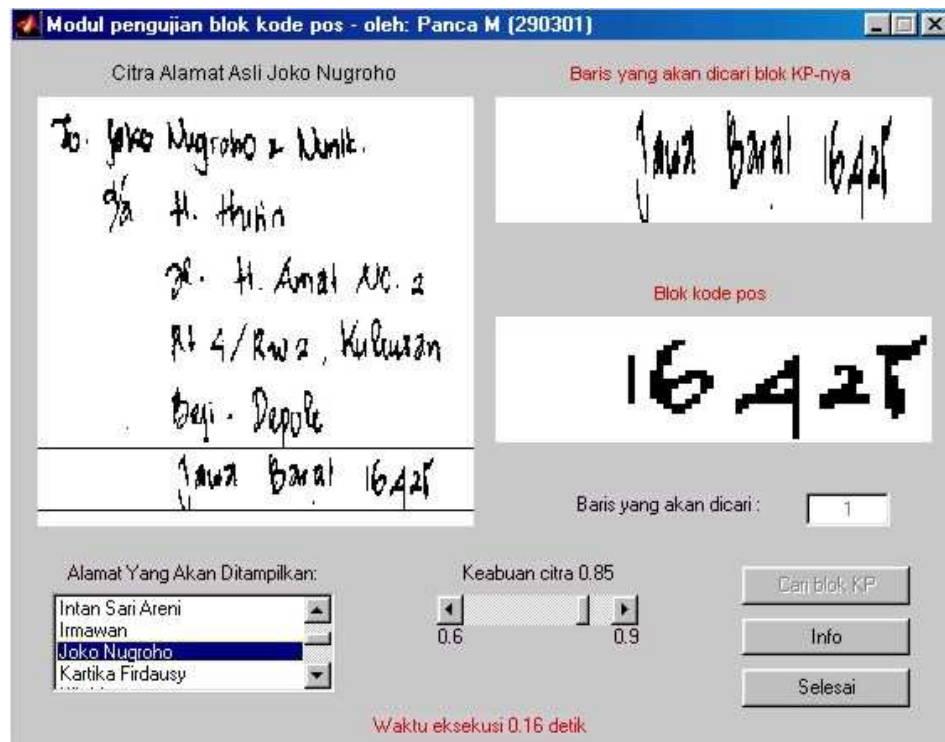 Modul pengujian blok kode pos - oleh: Panca M (290301)
Citra Alamat Asli Joko Nugroho
To. Joko Nugroho & Nunik.
d/a H. Husin
Jl. H. Amat No. 2
Rt 4/Rw 2, Kukusan
Beji - Depok
Jawa Barat 16425
Baris yang akan dicari blok KP-nya
Jawa Barat 16425
Blok kode pos
16425
Baris yang akan dicari :
1
Alamat Yang Akan Ditampilkan:
Intan Sari Areni
Irmawan
Joko Nugroho
Kartika Firdausy
Keabuan citra 0.85
0.6 0.9
Cari blok KP
Info
Selesai
Waktu eksekusi 0.16 detik